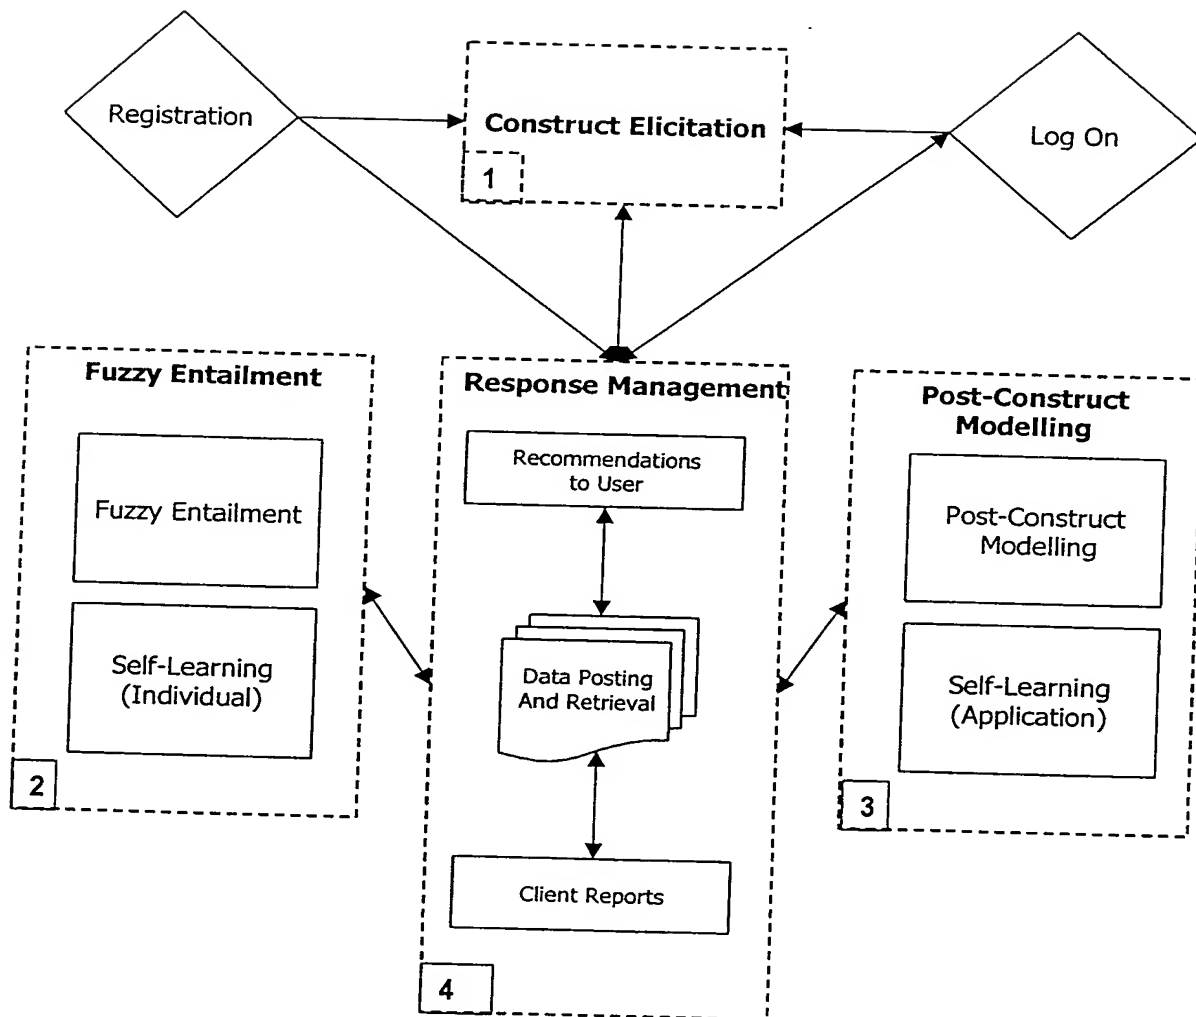 Registration
Construct Elicitation
1
Log On
Fuzzy Entailment
Fuzzy Entailment
Self-Learning
(Individual)
2
Response Management
Recommendations
to User
Data Posting
And Retrieval
Client Reports
4
Post-Construct
Modelling
Post-Construct
Modelling
Self-Learning
(Application)
3